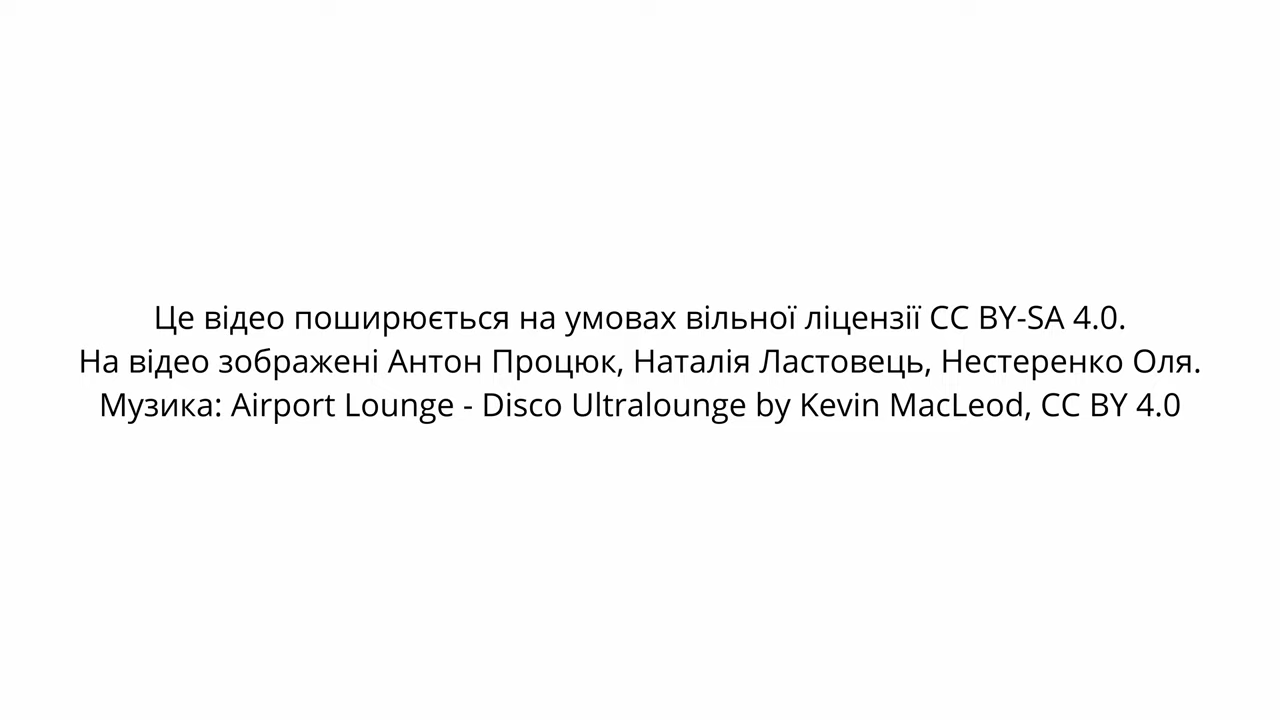 Це відео поширюється на умовах вільної ліцензії CC BY-SA 4.0.
На відео зображені Антон Процюк, Наталія Ластовець, Нестеренко Оля.
Музика: Airport Lounge - Disco Ultralounge by Kevin MacLeod, CC BY 4.0